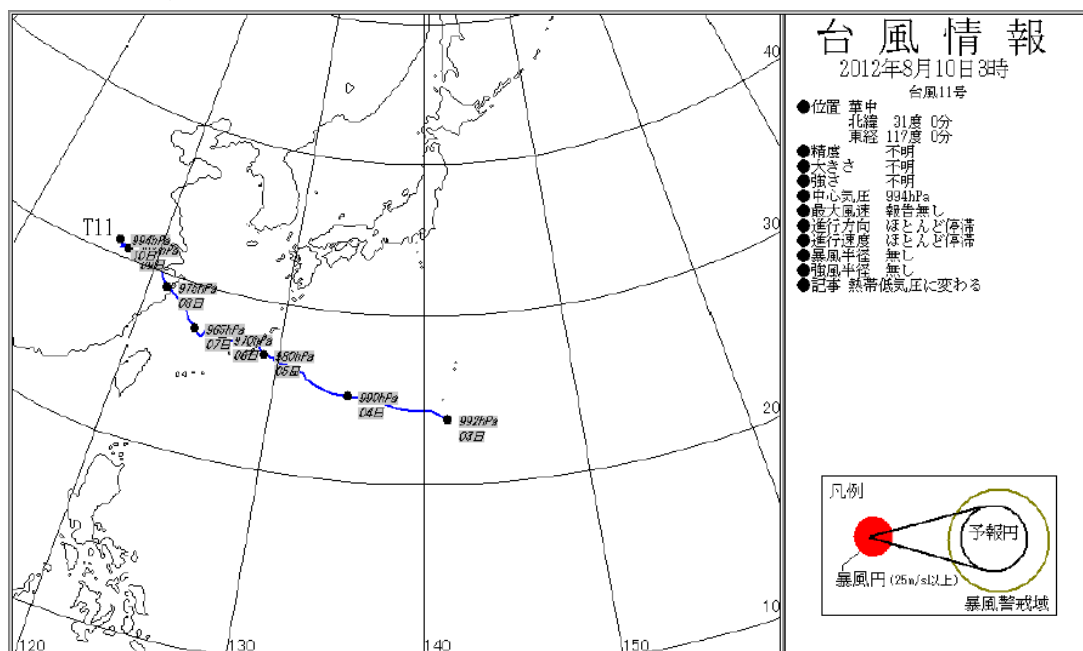 台風情報
2012年8月10日3時
台風11号
●位置 華中
北緯 31度 0分
東経 117度 0分
●精度 不明
●大きさ 不明
●強さ 不明
●中心気圧 994hPa
●最大風速 報告無し
●進行方向 ほとんど停滞
●進行速度 ほとんど停滞
●暴風半径 無し
●強風半径 無し
●記事 熱帯低気圧に変わる
凡例
予報円
暴風円(25m/s以上)
暴風警戒域
40
30
20
10
120
130
140
150
T11
994hPa
10日
975hPa
08日
965hPa
07日
970hPa
06日
980hPa
05日
990hPa
04日
992hPa
03日